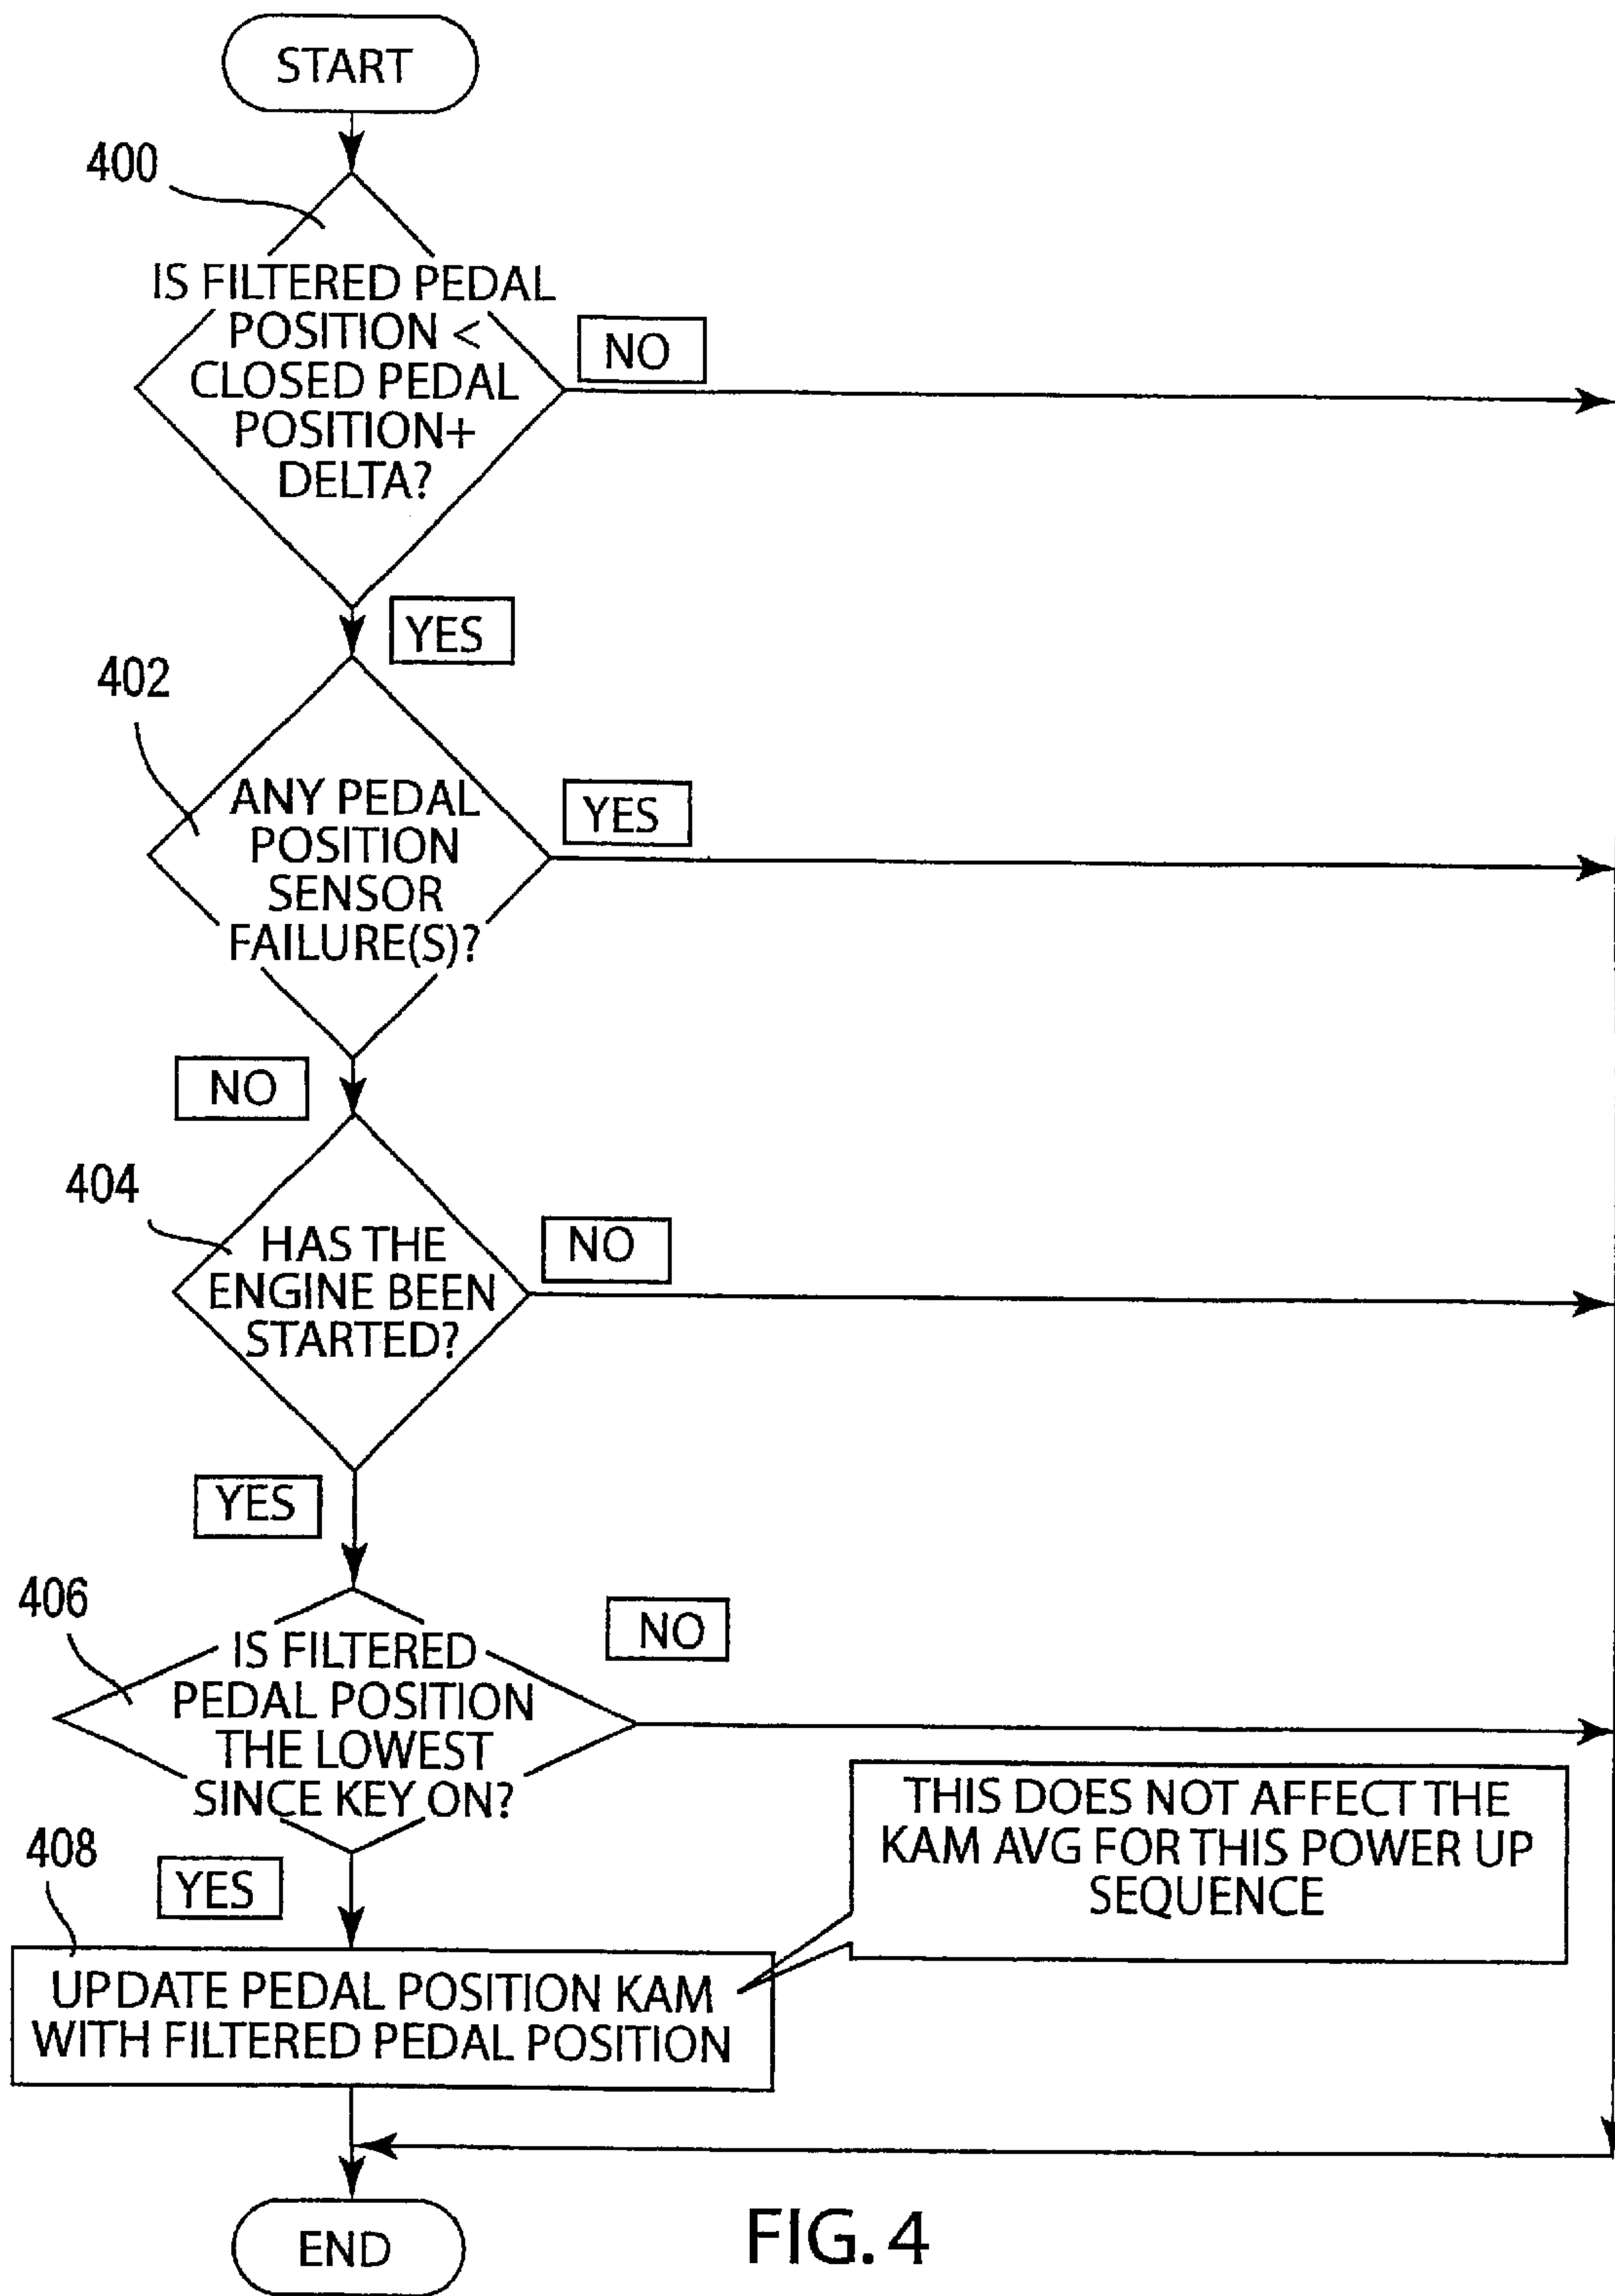 START
400
IS FILTERED PEDAL
POSITION <
CLOSED PEDAL
POSITION+
DELTA?
NO
YES
402
ANY PEDAL
POSITION
SENSOR
FAILURE(S)?
YES
NO
404
HAS THE
ENGINE BEEN
STARTED?
NO
YES
406
IS FILTERED
PEDAL POSITION
THE LOWEST
SINCE KEY ON?
NO
YES
THIS DOES NOT AFFECT THE
KAM AVG FOR THIS POWER UP
SEQUENCE
408
UPDATE PEDAL POSITION KAM
WITH FILTERED PEDAL POSITION
END
FIG. 4